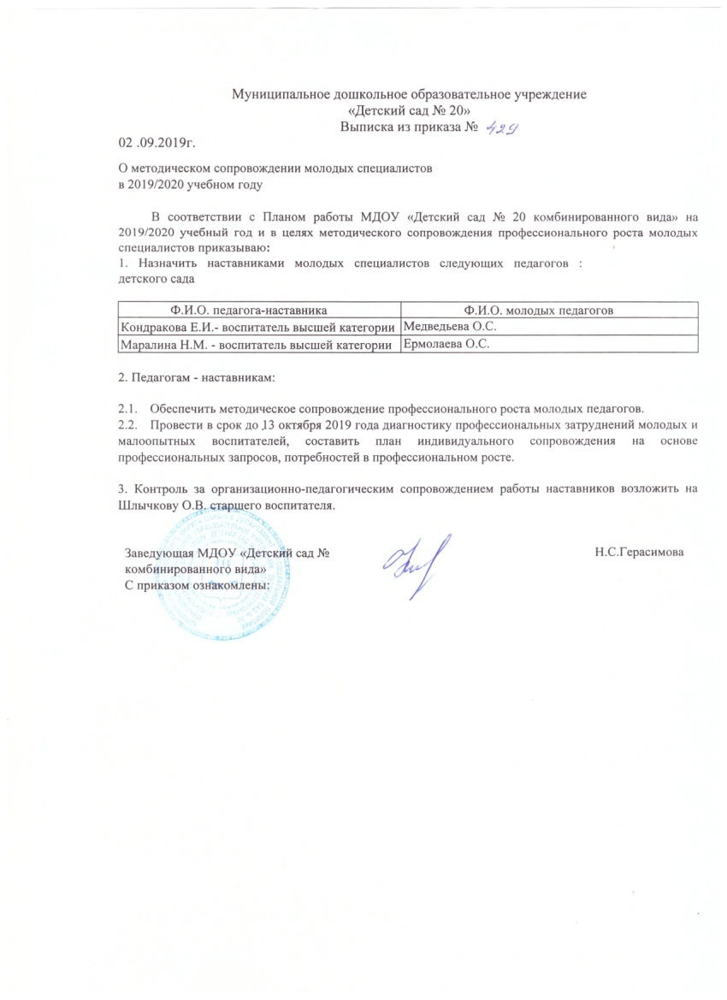 Муниципальное дошкольное образовательное учреждение
«Детский сад № 20»
Выписка из приказа № 429
02 .09.2019г.
О методическом сопровождении молодых специалистов
в 2019/2020 учебном году
В соответствии с Планом работы МДОУ «Детский сад № 20 комбинированного вида» на
2019/2020 учебный год и в целях методического сопровождения профессионального роста молодых
специалистов приказываю:
1. Назначить наставниками молодых специалистов следующих педагогов :
детского сада
Ф.И.О. педагога-наставника Ф.И.О. молодых педагогов
Кондракова Е.И.- воспитатель высшей категории Медведьева О.С.
Маралина Н.М. - воспитатель высшей категории Ермолаева О.С.
2. Педагогам - наставникам:
2.1. Обеспечить методическое сопровождение профессионального роста молодых педагогов.
2.2. Провести в срок до 13 октября 2019 года диагностику профессиональных затруднений молодых и
малоопытных воспитателей, составить план индивидуального сопровождения на основе
профессиональных запросов, потребностей в профессиональном росте.
3. Контроль за организационно-педагогическим сопровождением работы наставников возложить на
Шлычкову О.В. старшего воспитателя.
Заведующая МДОУ «Детский сад № Н.С.Герасимова
комбинированного вида»
С приказом ознакомлены: